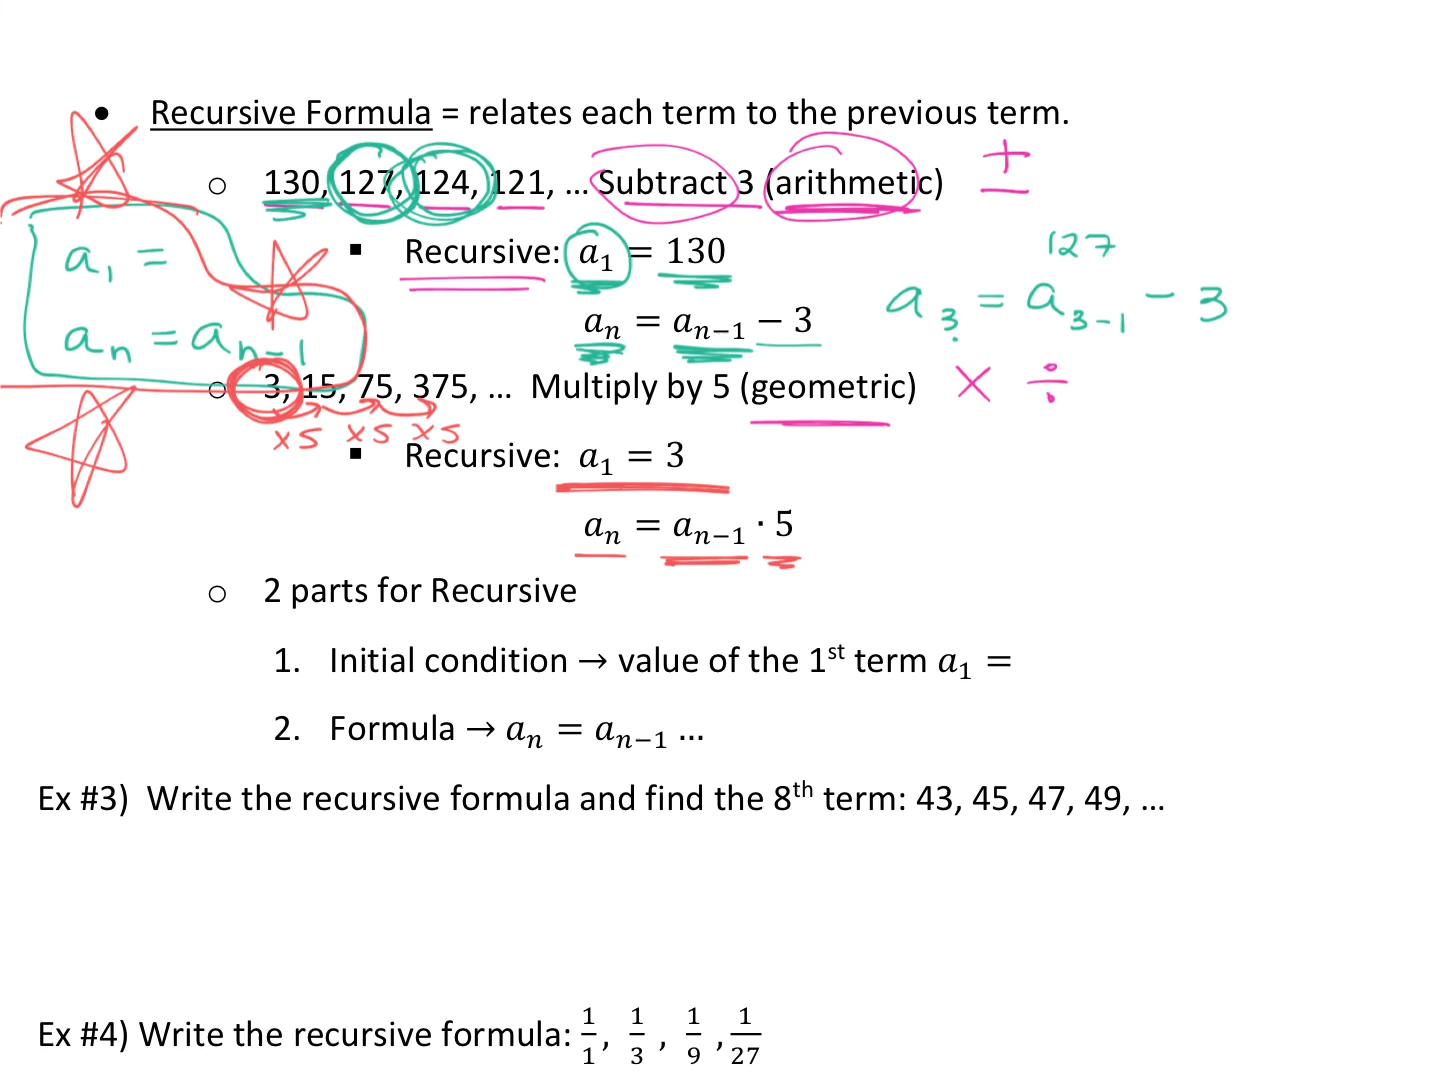 • Recursive Formula = relates each term to the previous term.
○ 130, 127, 124, 121, … Subtract 3 (arithmetic) ±
▪ Recursive: a₁ = 130
127
a₁ =
aₙ = aₙ₋₁ − 3
a₃ = a₃₋₁ − 3
aₙ = aₙ₋₁
○ 3, 15, 75, 375, … Multiply by 5 (geometric) × ÷
×5 ×5 ×5
▪ Recursive: a₁ = 3
aₙ = aₙ₋₁ · 5
○ 2 parts for Recursive
1. Initial condition → value of the 1ˢᵗ term a₁ =
2. Formula → aₙ = aₙ₋₁ …
Ex #3) Write the recursive formula and find the 8ᵗʰ term: 43, 45, 47, 49, …
Ex #4) Write the recursive formula: 1/1, 1/3 , 1/9 , 1/27